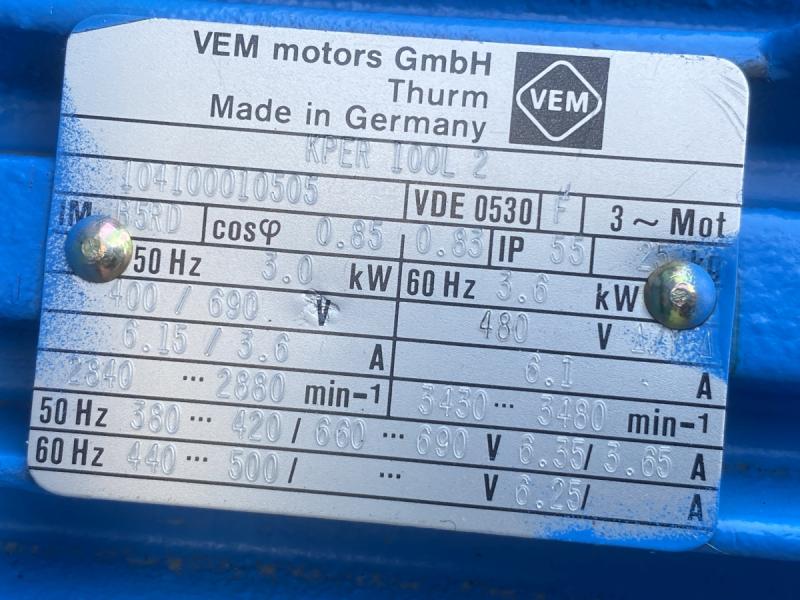 VEM motors GmbH
Thurm
Made in Germany
VEM
KPER 100L 2
104100010505 VDE 0530 F 3 ~ Mot
IM B5RD cosφ 0.85 0.83 IP 55
50 Hz 3.0 kW 60 Hz 3.6 kW
400 / 690 V 480 V
6.15 / 3.6 A 6.1 A
2840 ... 2880 min-1 3430 ... 3480 min-1
50 Hz 380 ... 420 / 660 ... 690 V 6.35/ 3.65 A
60 Hz 440 ... 500/ ... V 6.25/ A